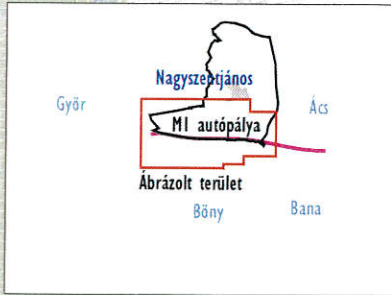 Nagyszentjános
Győr
Ács
M1 autópálya
Ábrázolt terület
Bőny
Bana